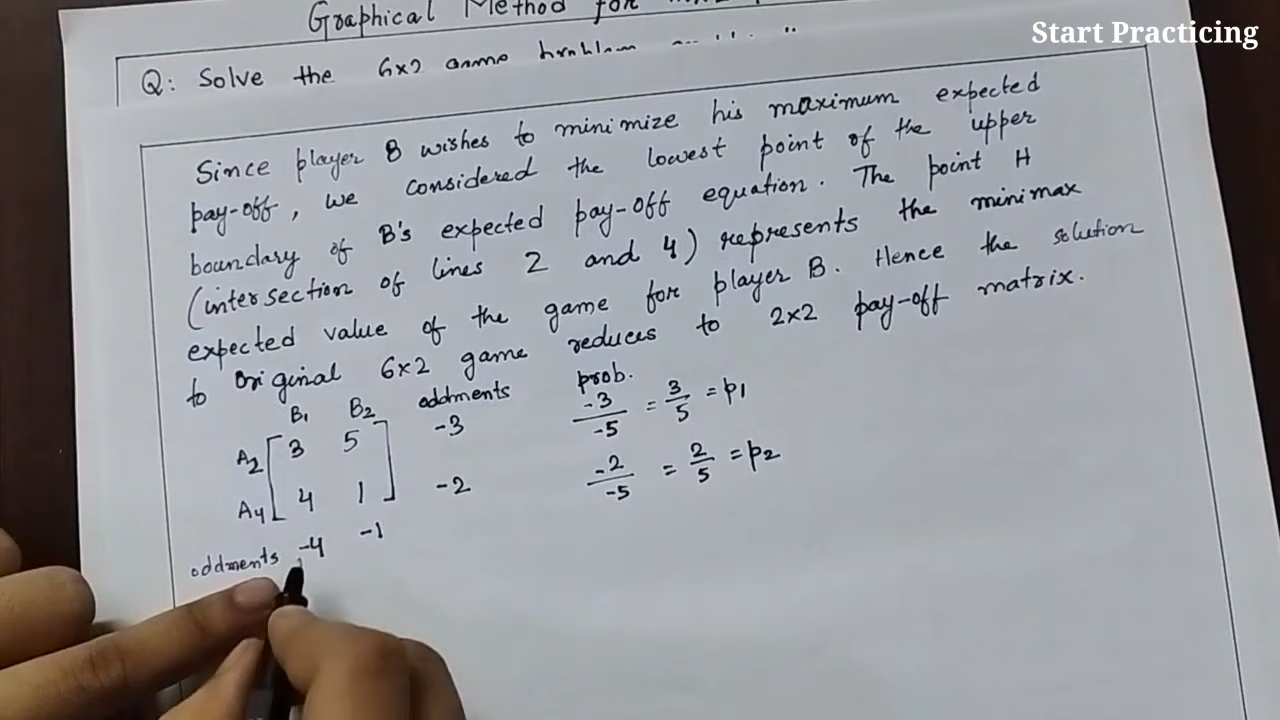 Start Practicing
Graphical Method for
Q: Solve the 6x2 game problem
Since player B wishes to minimize his maximum expected
pay-off, we considered the lowest point of the upper
boundary of B's expected pay-off equation. The point H
(intersection of lines 2 and 4) represents the minimax
expected value of the game for player B. Hence the solution
to original 6x2 game reduces to 2x2 pay-off matrix.
B₁ B₂ oddments prob.
A₂ 3 5 -3 -3/-5 = 3/5 = p₁
A₄ 4 1 -2 -2/-5 = 2/5 = p₂
oddments -4 -1